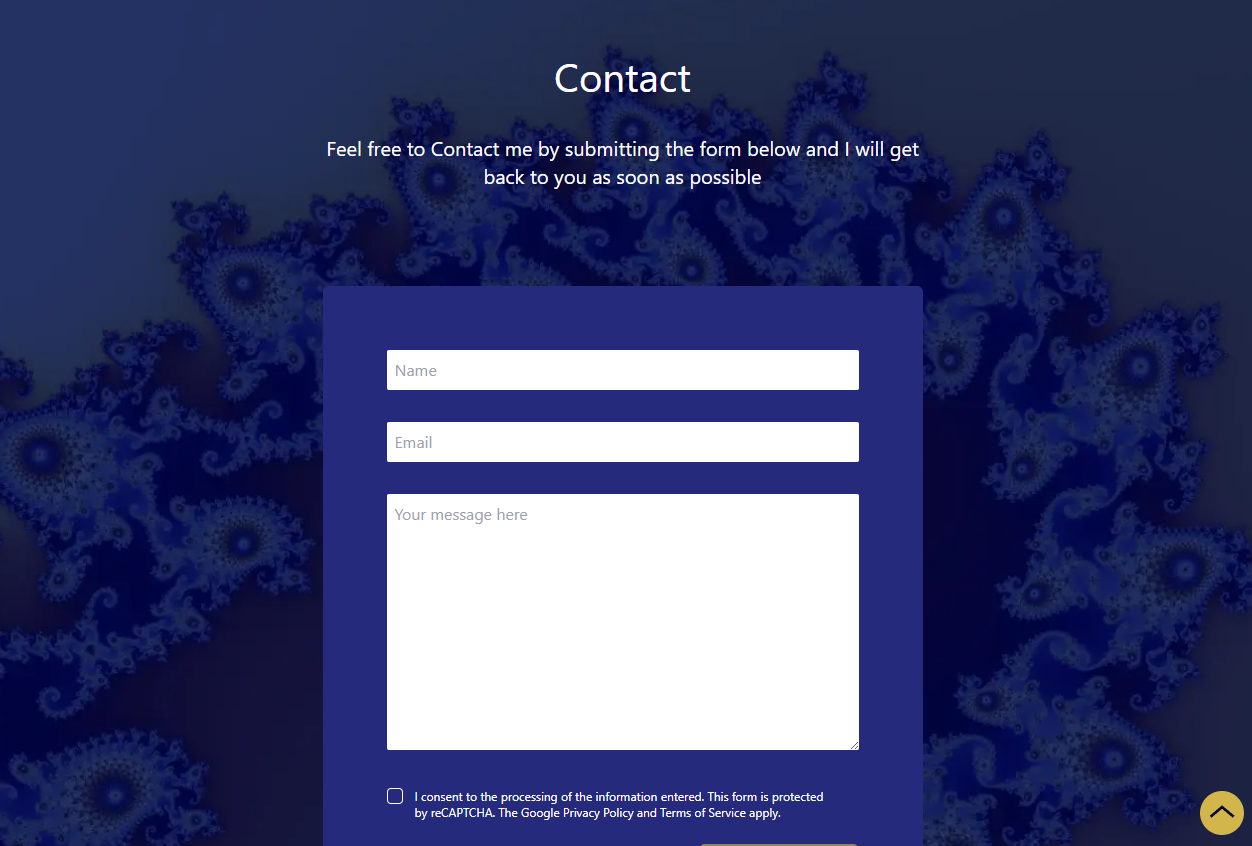 Contact
Feel free to Contact me by submitting the form below and I will get
back to you as soon as possible
Name
Email
Your message here
I consent to the processing of the information entered. This form is protected
by reCAPTCHA. The Google Privacy Policy and Terms of Service apply.